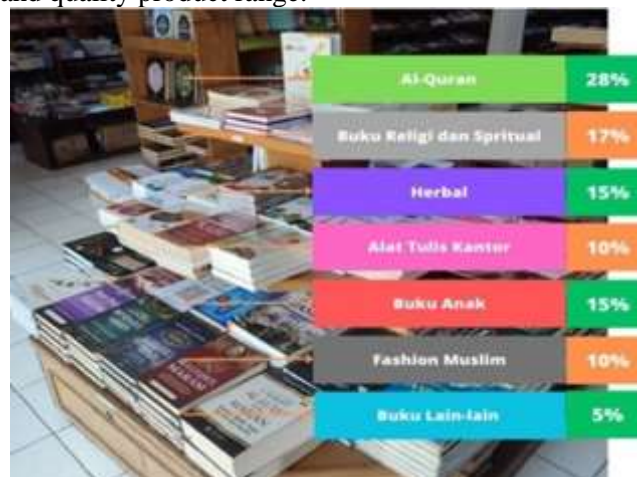 and quality product range.
Al-Quran 28%
Buku Religi dan Spritual 17%
Herbal 15%
Alat Tulis Kantor 10%
Buku Anak 15%
Fashion Muslim 10%
Buku Lain-lain 5%